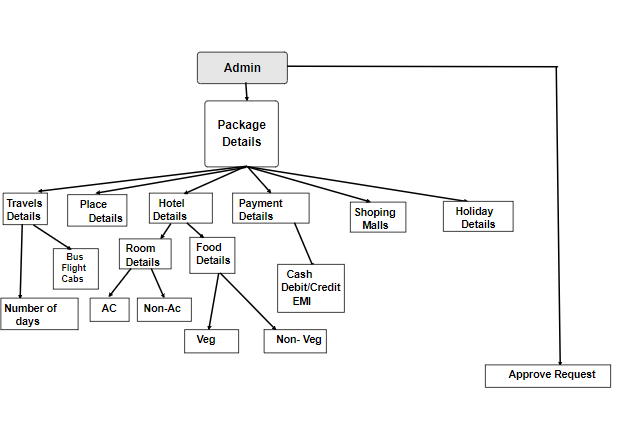 Admin
Package
Details
Travels
Details
Place
Details
Hotel
Details
Payment
Details
Shoping
Malls
Holiday
Details
Bus
Flight
Cabs
Room
Details
Food
Details
Cash
Debit/Credit
EMI
Number of
days
AC
Non-Ac
Veg
Non- Veg
Approve Request